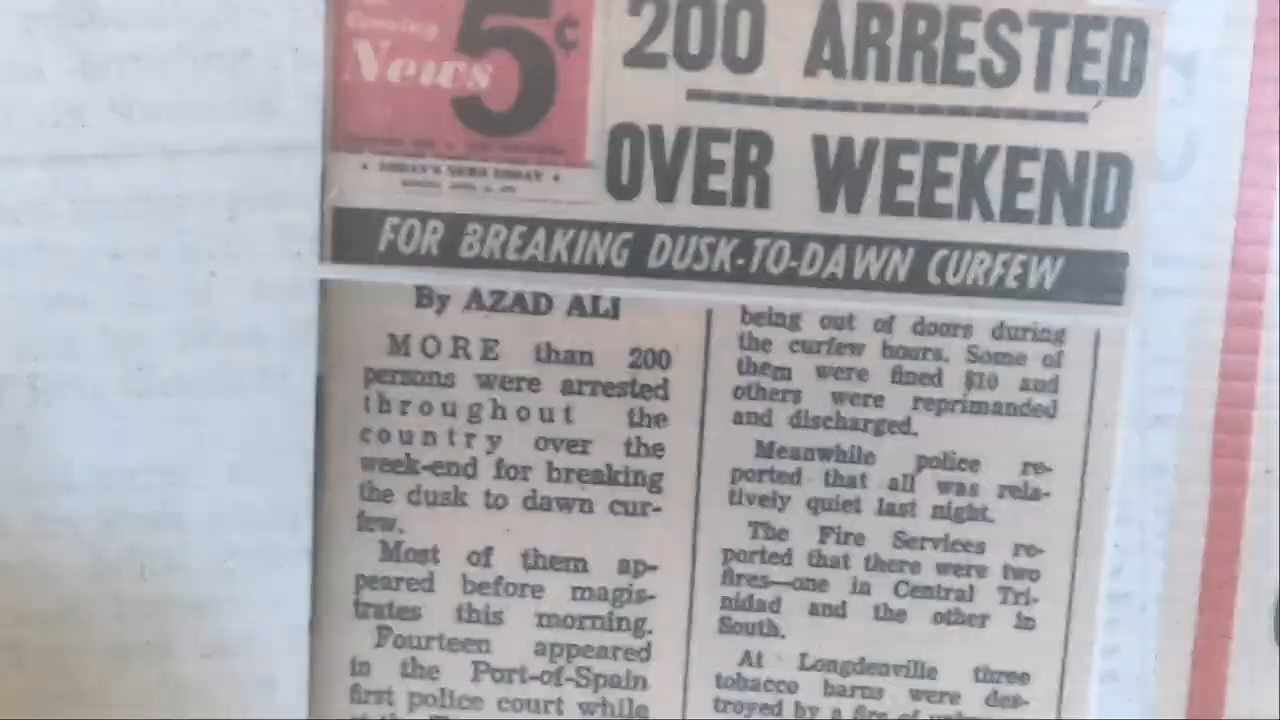 Evening
News
5¢
200 ARRESTED
OVER WEEKEND
TODAY'S NEWS TODAY
FOR BREAKING DUSK-TO-DAWN CURFEW
By AZAD ALI
MORE than 200
persons were arrested
throughout the
country over the
week-end for breaking
the dusk to dawn cur-
few.
Most of them ap-
peared before magis-
trates this morning.
Fourteen appeared
in the Port-of-Spain
first police court while
being out of doors during
the curfew hours. Some of
them were fined $10 and
others were reprimanded
and discharged.
Meanwhile police re-
ported that all was rela-
tively quiet last night.
The Fire Services re-
ported that there were two
fires—one in Central Tri-
nidad and the other in
South.
At Longdenville three
tobacco barns were des-
troyed by a fire of